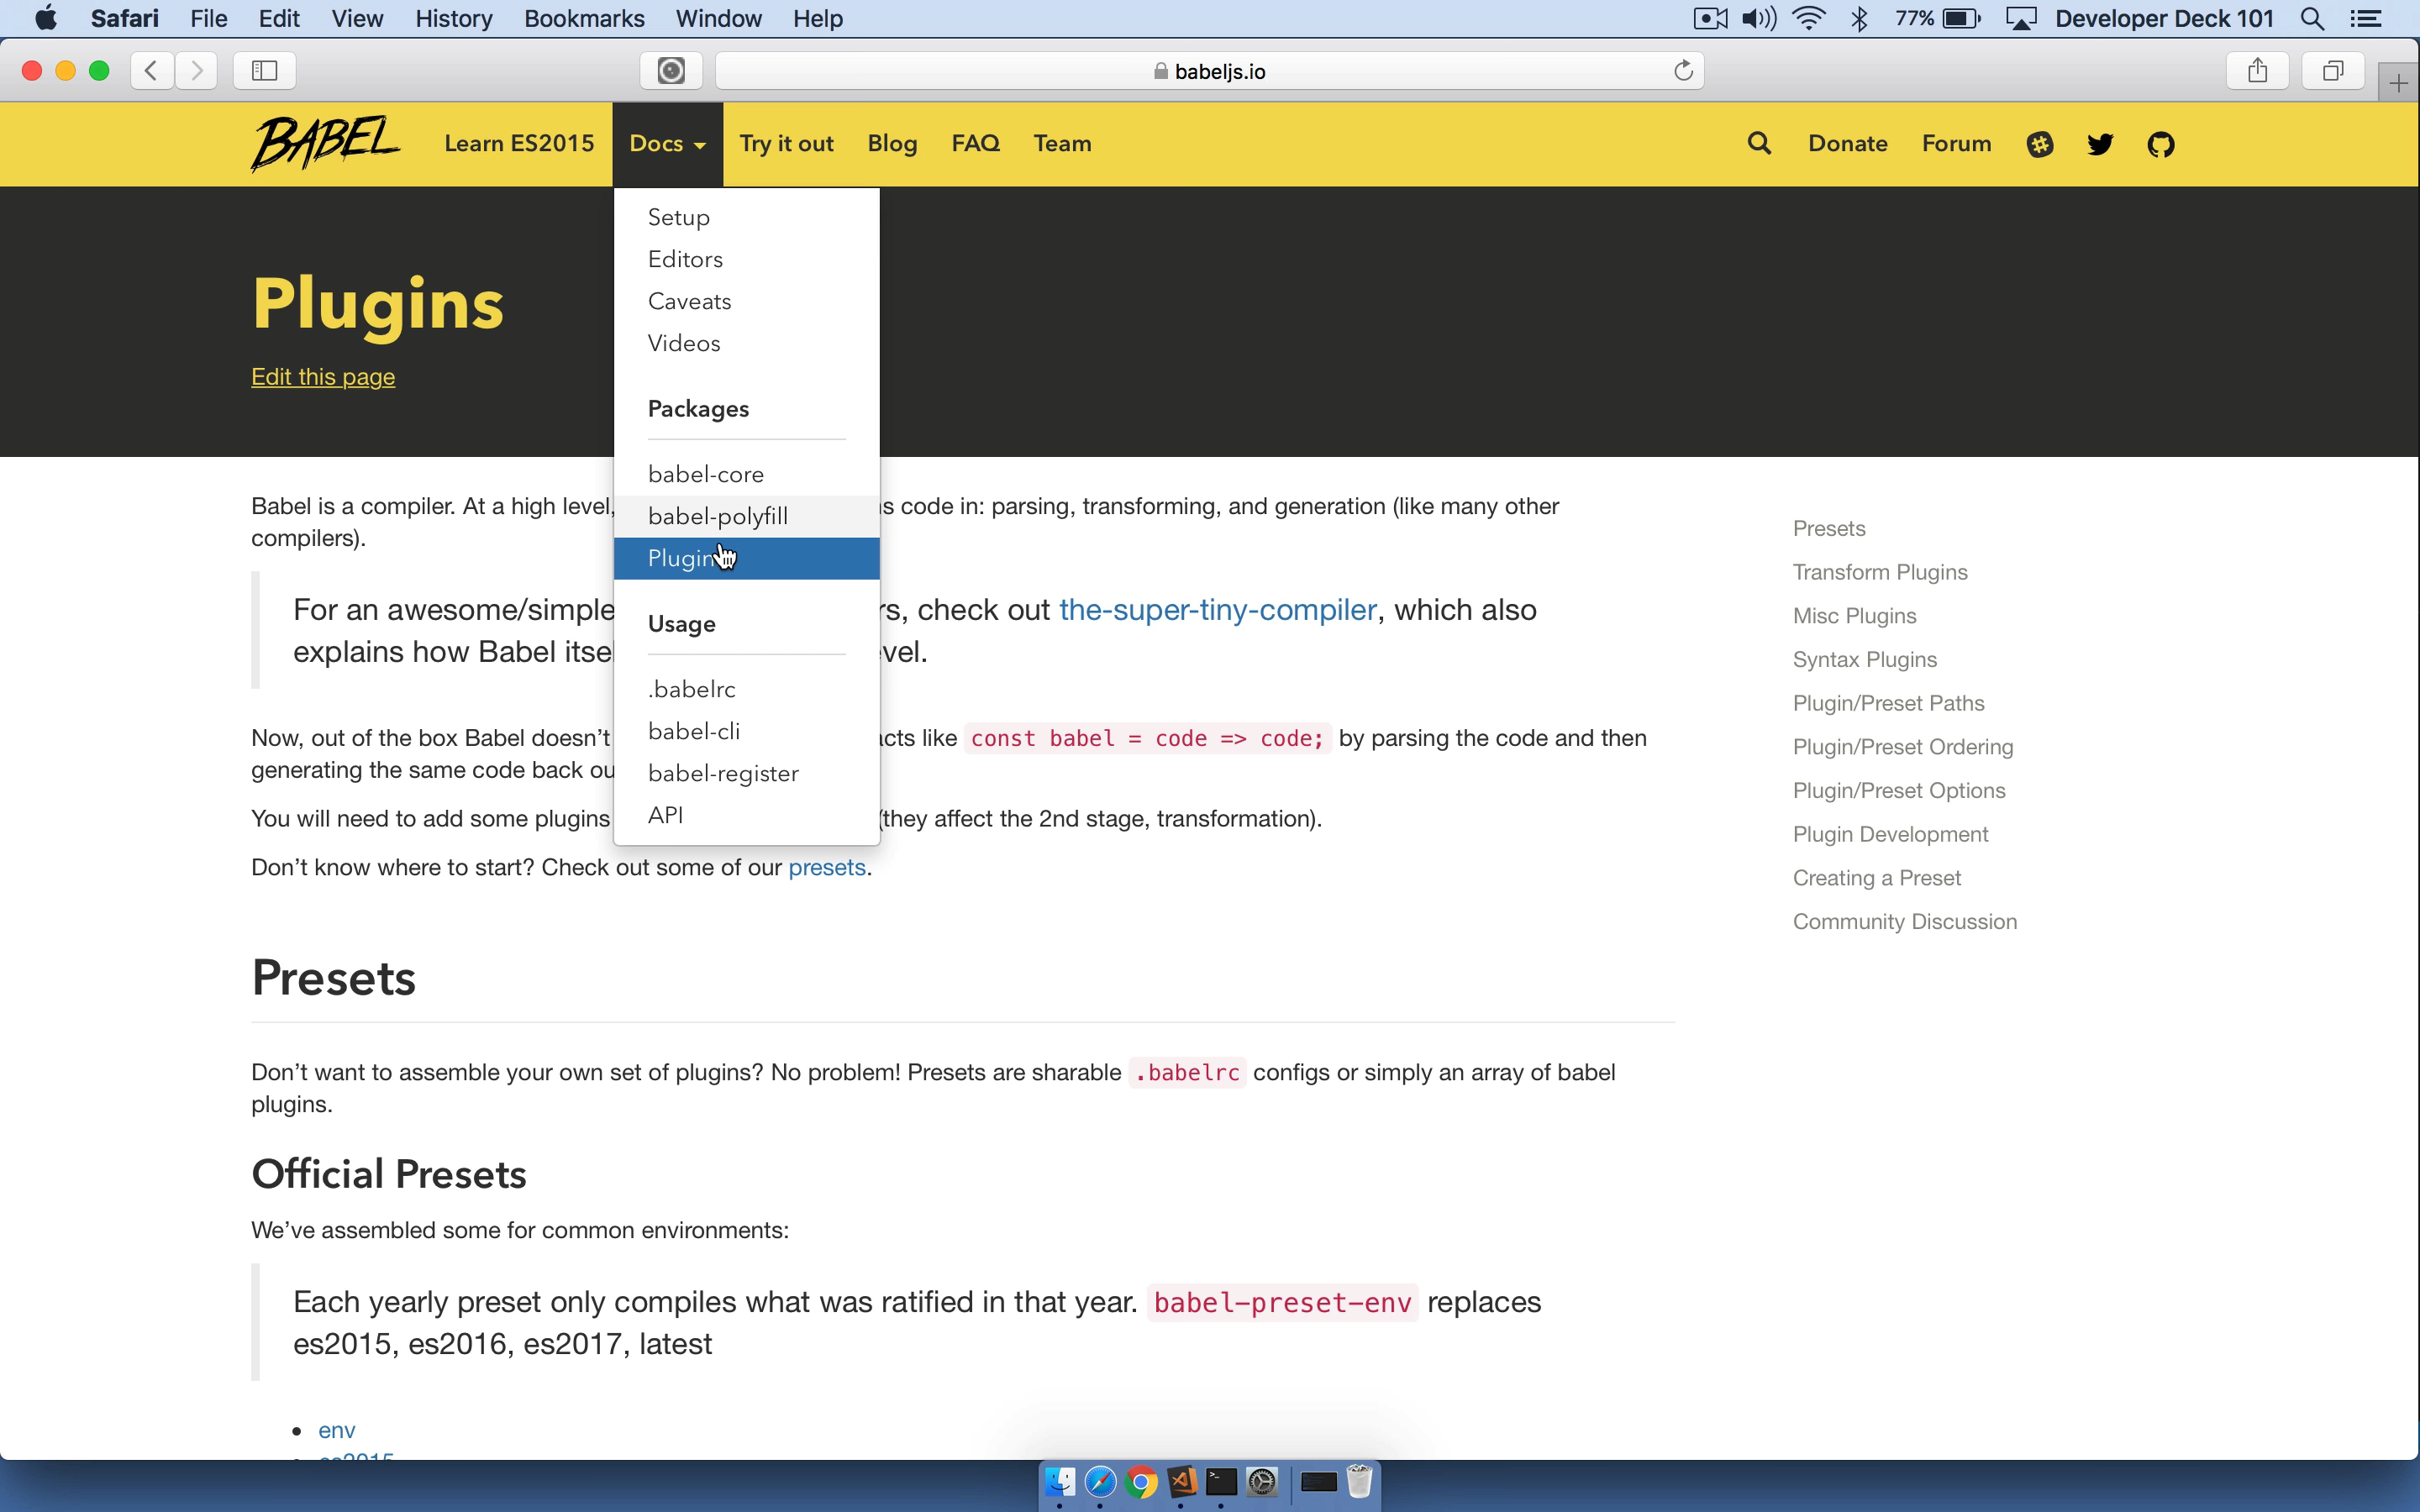 Safari File Edit View History Bookmarks Window Help 77% Developer Deck 101
babeljs.io
BABEL Learn ES2015 Docs Try it out Blog FAQ Team Donate Forum
Setup
Editors
Caveats
Videos
Packages
babel-core
babel-polyfill
Plugin
Usage
.babelrc
babel-cli
babel-register
API
Plugins
Edit this page
Babel is a compiler. At a high level, s code in: parsing, transforming, and generation (like many other
compilers).
For an awesome/simple rs, check out the-super-tiny-compiler, which also
explains how Babel itsel vel.
Now, out of the box Babel doesn’t acts like const babel = code => code; by parsing the code and then
generating the same code back ou
You will need to add some plugins (they affect the 2nd stage, transformation).
Don’t know where to start? Check out some of our presets.
Presets
Don’t want to assemble your own set of plugins? No problem! Presets are sharable .babelrc configs or simply an array of babel
plugins.
Official Presets
We’ve assembled some for common environments:
Each yearly preset only compiles what was ratified in that year. babel-preset-env replaces
es2015, es2016, es2017, latest
env
Presets
Transform Plugins
Misc Plugins
Syntax Plugins
Plugin/Preset Paths
Plugin/Preset Ordering
Plugin/Preset Options
Plugin Development
Creating a Preset
Community Discussion